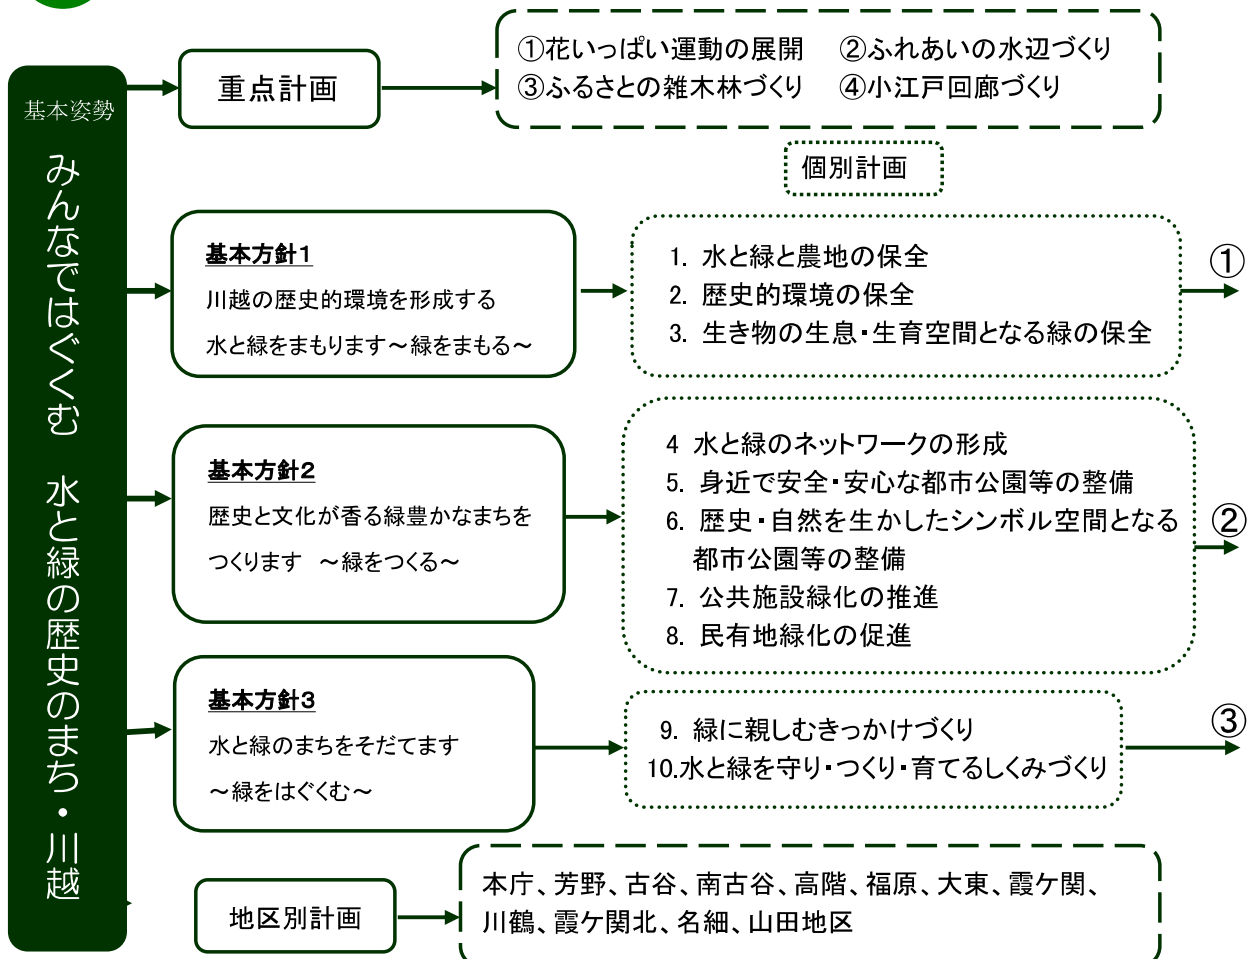 基本姿勢
みんなではぐくむ 水と緑の歴史のまち・川越
重点計画
①花いっぱい運動の展開 ②ふれあいの水辺づくり
③ふるさとの雑木林づくり ④小江戸回廊づくり
個別計画
基本方針1
川越の歴史的環境を形成する
水と緑をまもります～緑をまもる～
1. 水と緑と農地の保全
2. 歴史的環境の保全
3. 生き物の生息・生育空間となる緑の保全
①
基本方針2
歴史と文化が香る緑豊かなまちを
つくります ～緑をつくる～
4 水と緑のネットワークの形成
5. 身近で安全・安心な都市公園等の整備
6. 歴史・自然を生かしたシンボル空間となる
都市公園等の整備
7. 公共施設緑化の推進
8. 民有地緑化の促進
②
基本方針3
水と緑のまちをそだてます
～緑をはぐくむ～
9. 緑に親しむきっかけづくり
10.水と緑を守り・つくり・育てるしくみづくり
③
地区別計画
本庁、芳野、古谷、南古谷、高階、福原、大東、霞ケ関、
川鶴、霞ケ関北、名細、山田地区